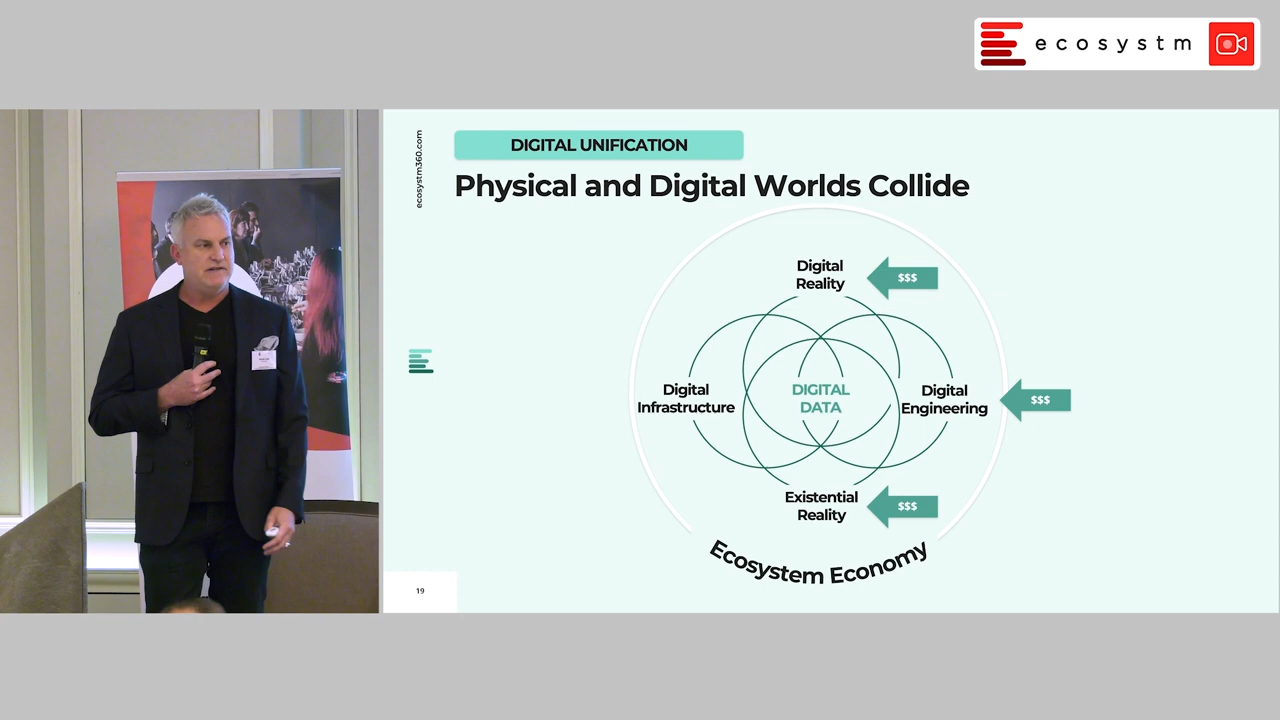 ecosystm
ecosystm360.com
DIGITAL UNIFICATION
Physical and Digital Worlds Collide
Digital
Reality
$$$
Digital
Infrastructure
DIGITAL
DATA
Digital
Engineering
$$$
Existential
Reality
$$$
Ecosystem Economy
19